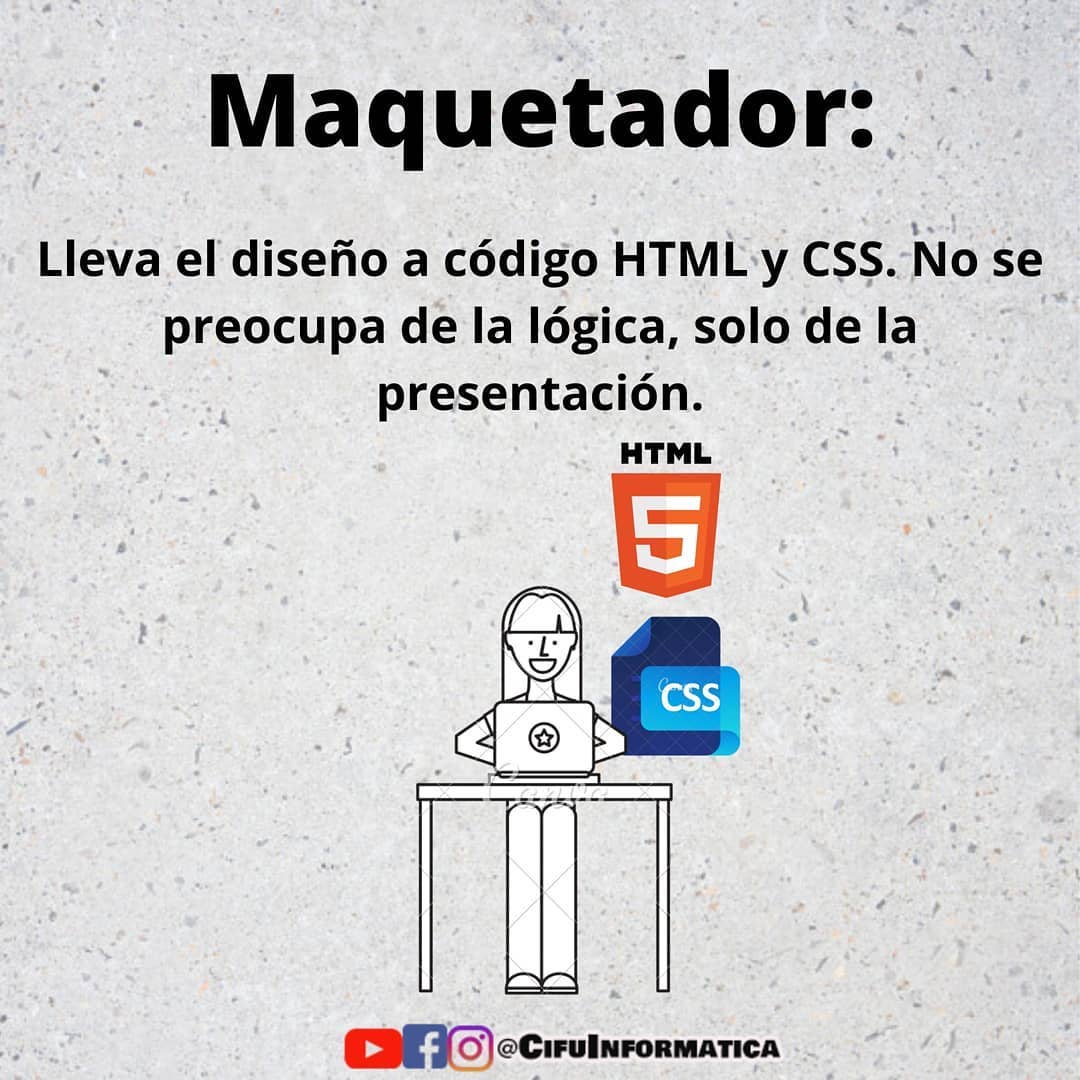 Maquetador:
Lleva el diseño a código HTML y CSS. No se
preocupa de la lógica, solo de la
presentación.
HTML
5
CSS
Canva
@CIFUINFORMATICA